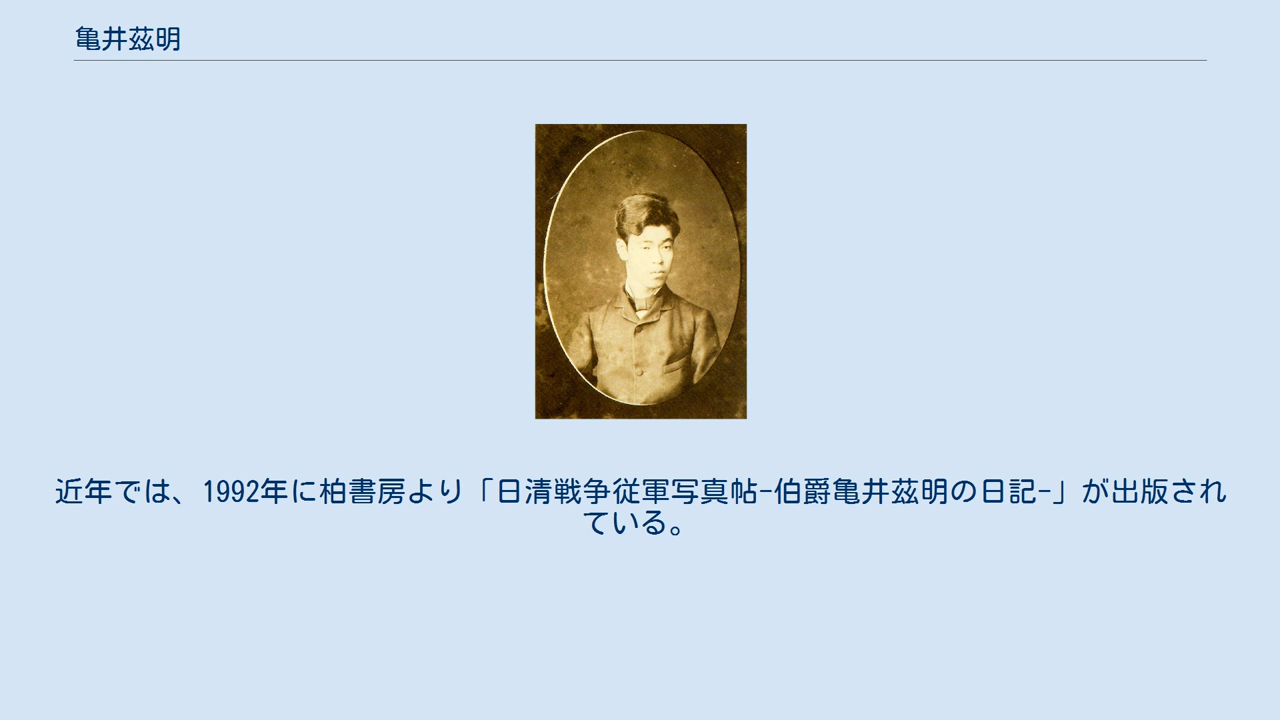 亀井茲明
近年では、1992年に柏書房より「日清戦争従軍写真帖-伯爵亀井茲明の日記-」が出版され
ている。